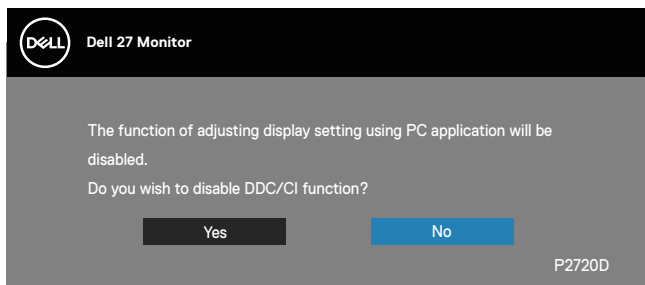 DELL
Dell 27 Monitor
The function of adjusting display setting using PC application will be
disabled.
Do you wish to disable DDC/CI function?
Yes No
P2720D